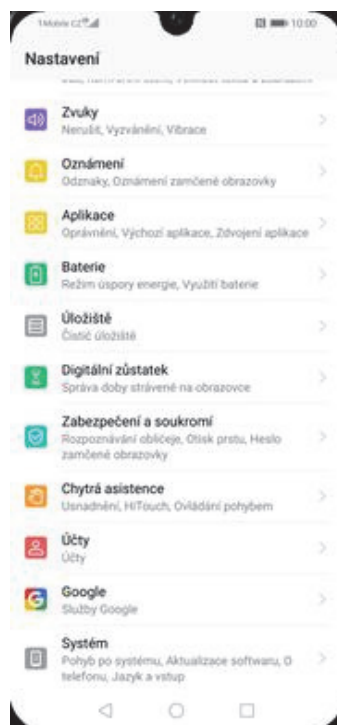 T-Mobile CZ 10:00
Nastavení
Zvuky
Nerušit, Vyzvánění, Vibrace
Oznámení
Odznaky, Oznámení zamčené obrazovky
Aplikace
Oprávnění, Výchozí aplikace, Zdvojení aplikace
Baterie
Režim úspory energie, Využití baterie
Úložiště
Čistič úložiště
Digitální zůstatek
Správa doby strávené na obrazovce
Zabezpečení a soukromí
Rozpoznávání obličeje, Otisk prstu, Heslo
zamčené obrazovky
Chytrá asistence
Usnadnění, HiTouch, Ovládání pohybem
Účty
Účty
Google
Služby Google
Systém
Pohyb po systému, Aktualizace softwaru, O
telefonu, Jazyk a vstup